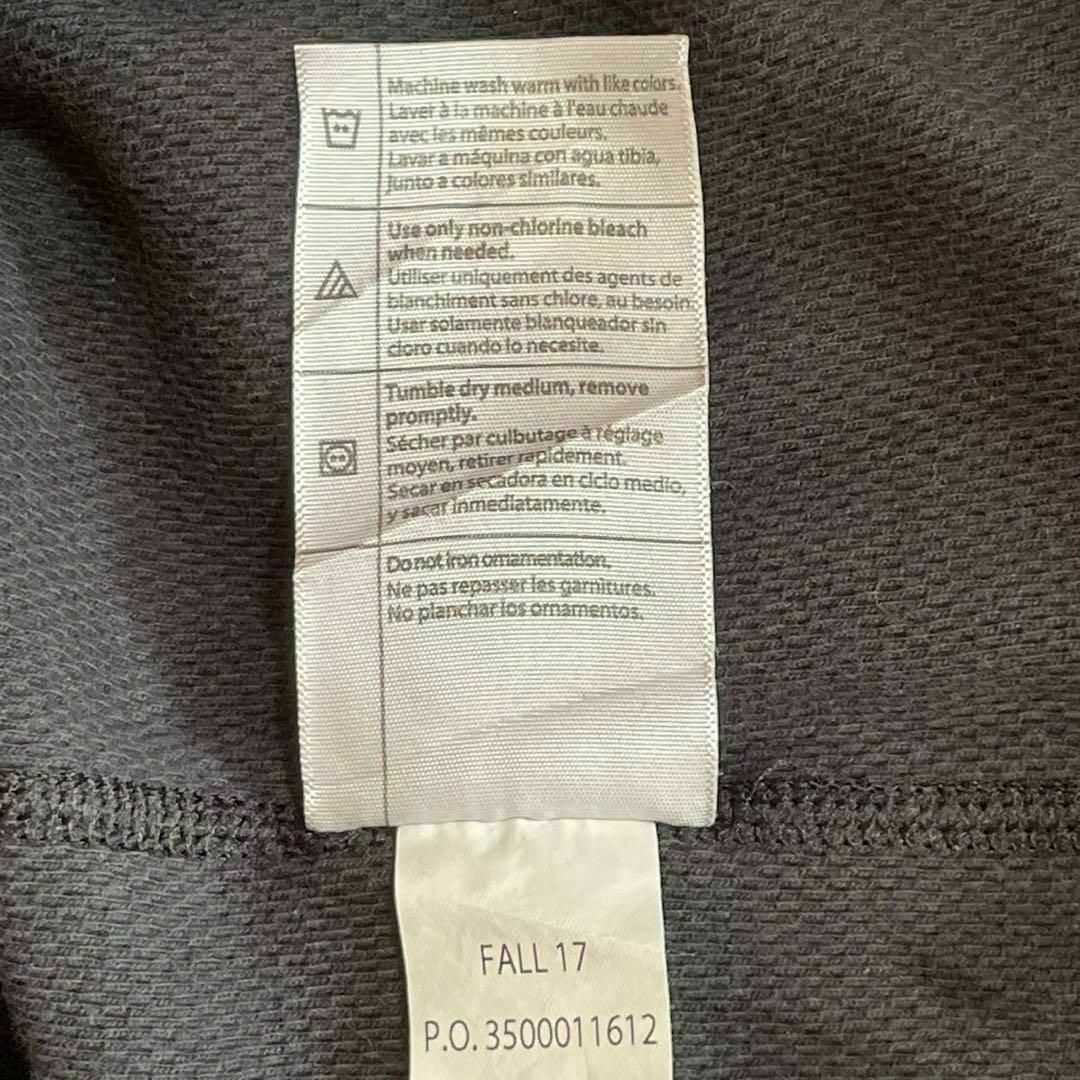 Machine wash warm with like colors.
Laver à la machine à l'eau chaude
avec les mêmes couleurs.
Lavar a máquina con agua tibia,
junto a colores similares.
Use only non-chlorine bleach
when needed.
Utiliser uniquement des agents de
blanchiment sans chlore, au besoin.
Usar solamente blanqueador sin
cloro cuando lo necesite.
Tumble dry medium, remove
promptly.
Sécher par culbutage à réglage
moyen, retirer rapidement.
Secar en secadora en ciclo medio,
y sacar inmediatamente.
Do not iron ornamentation.
Ne pas repasser les garnitures.
No planchar los ornamentos.
FALL 17
P.O. 3500011612